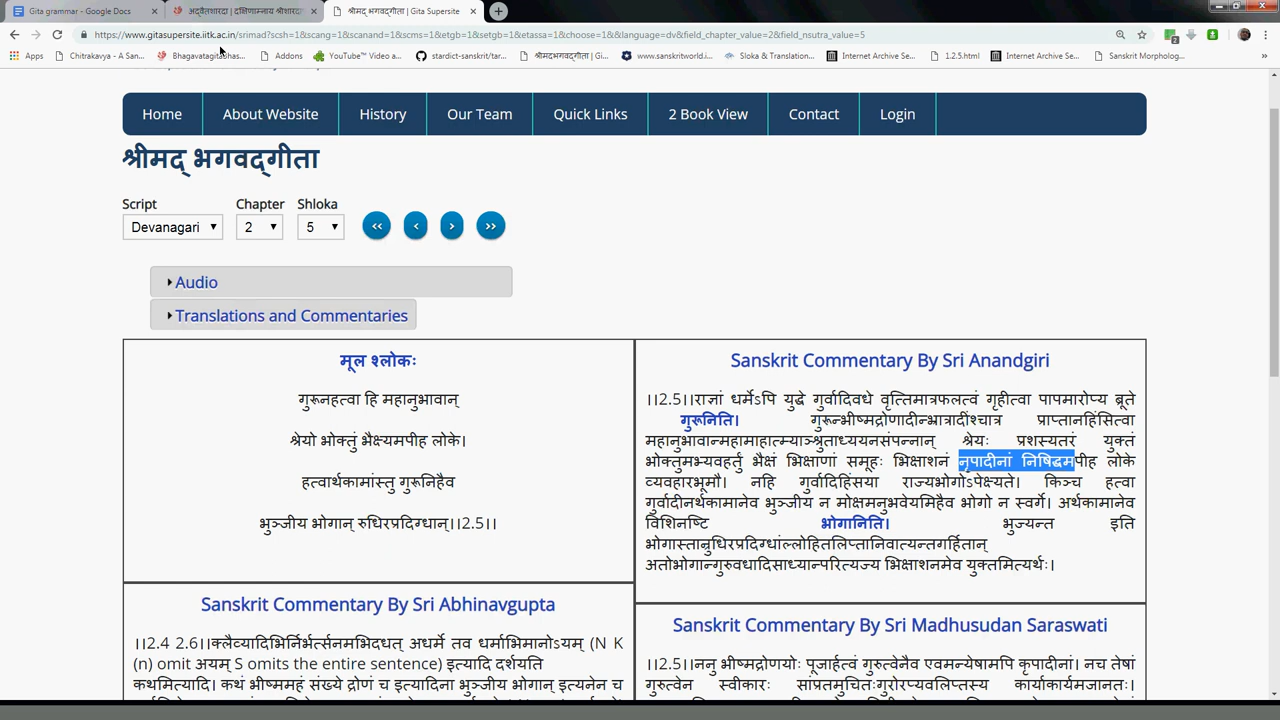 Gita grammar - Google Docs
अद्वैतशारदा | दक्षिणाम्नाय श्रीशारदा
श्रीमद् भगवद्गीता | Gita Supersite
https://www.gitasupersite.iitk.ac.in/srimad?scsh=1&scang=1&scanand=1&scms=1&etgb=1&setgb=1&etassa=1&choose=1&&language=dv&field_chapter_value=2&field_nsutra_value=5
Apps
Chitrakavya - A San...
Bhagavatagitabhas...
Addons
YouTube™ Video a...
stardict-sanskrit/tar...
श्रीमद्भगवद्गीता | Gi...
www.sanskritworld.i...
Sloka & Translation...
Internet Archive Se...
1.2.5.html
Internet Archive Se...
Sanskrit Morpholog...
Home
About Website
History
Our Team
Quick Links
2 Book View
Contact
Login
श्रीमद् भगवद्गीता
Script
Chapter
Shloka
Devanagari
2
5
<<
<
>
>>
Audio
Translations and Commentaries
मूल श्लोकः
गुरूनहत्वा हि महानुभावान्
श्रेयो भोक्तुं भैक्ष्यमपीह लोके।
हत्वार्थकामांस्तु गुरूनिहैव
भुञ्जीय भोगान् रुधिरप्रदिग्धान्।।2.5।।
Sanskrit Commentary By Sri Anandgiri
।।2.5।।राज्ञां धर्मेऽपि युद्धे गुर्वादिवधे वृत्तिमात्रफलत्वं गृहीत्वा पापमारोप्य ब्रूते
गुरूनिति। गुरून्भीष्मद्रोणादीन्भ्रात्रादींश्चात्र प्राप्तानहिंसित्वा
महानुभावान्महामाहात्म्याञ्श्रुताध्ययनसंपन्नान् श्रेयः प्रशस्यतरं युक्तं
भोक्तुमभ्यवहर्तुं भैक्षं भिक्षाणां समूहः भिक्षाशनं नृपादीनां निषिद्धमपीह लोके
व्यवहारभूमौ। नहि गुर्वादिहिंसया राज्यभोगोऽपेक्ष्यते। किञ्च हत्वा
गुर्वादीनर्थकामानेव भुञ्जीय न मोक्षमनुभवेयमिहैव भोगो न स्वर्गे। अर्थकामानेव
विशिनष्टि भोगानिति। भुज्यन्त इति
भोगास्तान्रुधिरप्रदिग्धांल्लोहितलिप्तानिवात्यन्तगर्हितान्
अतोभोगान्गुरुवधादिसाध्यान्परित्यज्य भिक्षाशनमेव युक्तमित्यर्थः।
Sanskrit Commentary By Sri Abhinavgupta
।।2.4 2.6।।क्लैव्यादिभिर्निर्भर्त्सनमभिदधत् अधर्मे तव धर्माभिमानोऽयम् (N K
(n) omit अयम् S omits the entire sentence) इत्यादि दर्शयति
कथमित्यादि। कथं भीष्ममहं संख्ये द्रोणं च इत्यादिना भुञ्जीय भोगान् इत्यनेन च
Sanskrit Commentary By Sri Madhusudan Saraswati
।।2.5।।ननु भीष्मद्रोणयोः पूजार्हत्वं गुरुत्वेनैव एवमन्येषामपि कृपादीनां। नच तेषां
गुरुत्वेन स्वीकारः सांप्रतमुचितःगुरोरप्यवलिप्तस्य कार्याकार्यमजानतः।